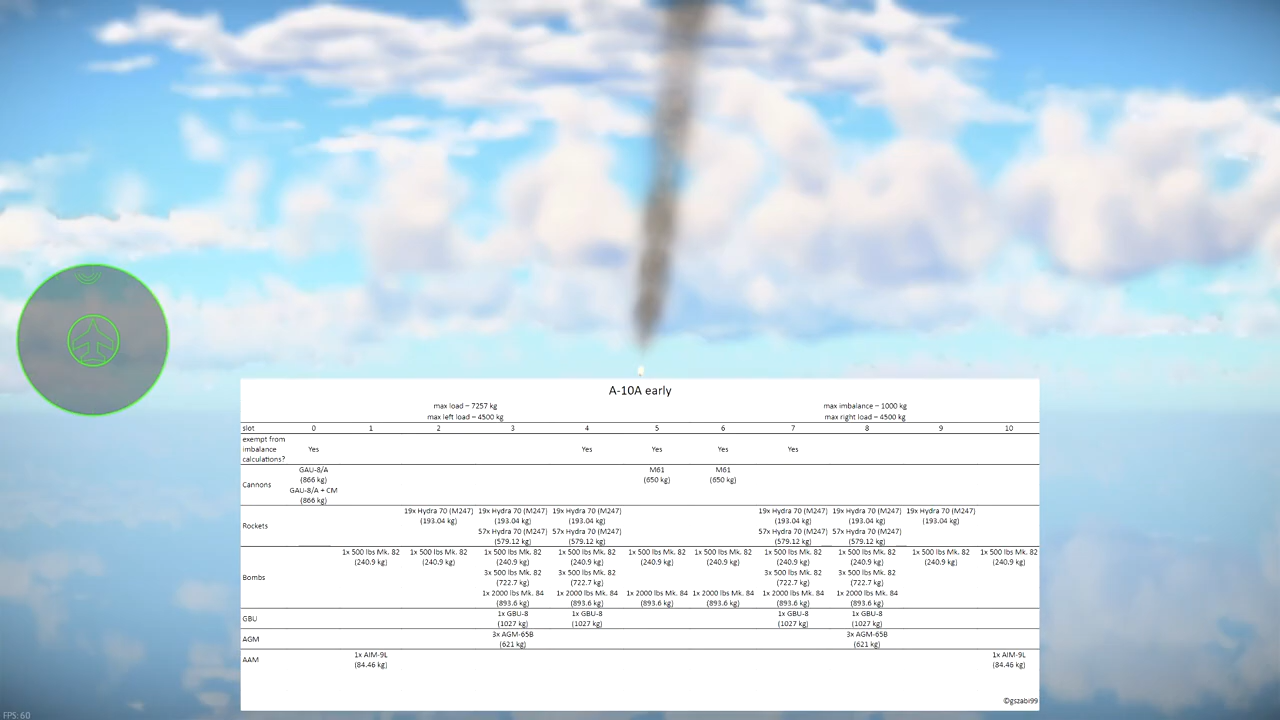 A-10A early
max load – 7257 kg max imbalance – 1000 kg
max left load – 4500 kg max right load – 4500 kg
slot 0 1 2 3 4 5 6 7 8 9 10
exempt from
imbalance Yes Yes Yes Yes Yes
calculations?
GAU-8/A M61 M61
Cannons (866 kg) (650 kg) (650 kg)
GAU-8/A + CM
(866 kg)
19x Hydra 70 (M247) 19x Hydra 70 (M247) 19x Hydra 70 (M247) 19x Hydra 70 (M247) 19x Hydra 70 (M247) 19x Hydra 70 (M247)
Rockets (193.04 kg) (193.04 kg) (193.04 kg) (193.04 kg) (193.04 kg) (193.04 kg)
57x Hydra 70 (M247) 57x Hydra 70 (M247) 57x Hydra 70 (M247) 57x Hydra 70 (M247)
(579.12 kg) (579.12 kg) (579.12 kg) (579.12 kg)
1x 500 lbs Mk. 82 1x 500 lbs Mk. 82 1x 500 lbs Mk. 82 1x 500 lbs Mk. 82 1x 500 lbs Mk. 82 1x 500 lbs Mk. 82 1x 500 lbs Mk. 82 1x 500 lbs Mk. 82 1x 500 lbs Mk. 82 1x 500 lbs Mk. 82
(240.9 kg) (240.9 kg) (240.9 kg) (240.9 kg) (240.9 kg) (240.9 kg) (240.9 kg) (240.9 kg) (240.9 kg) (240.9 kg)
Bombs 3x 500 lbs Mk. 82 3x 500 lbs Mk. 82 3x 500 lbs Mk. 82 3x 500 lbs Mk. 82
(722.7 kg) (722.7 kg) (722.7 kg) (722.7 kg)
1x 2000 lbs Mk. 84 1x 2000 lbs Mk. 84 1x 2000 lbs Mk. 84 1x 2000 lbs Mk. 84 1x 2000 lbs Mk. 84 1x 2000 lbs Mk. 84
(893.6 kg) (893.6 kg) (893.6 kg) (893.6 kg) (893.6 kg) (893.6 kg)
GBU 1x GBU-8 1x GBU-8 1x GBU-8 1x GBU-8
(1027 kg) (1027 kg) (1027 kg) (1027 kg)
AGM 3x AGM-65B 3x AGM-65B
(621 kg) (621 kg)
AAM 1x AIM-9L 1x AIM-9L
(84.46 kg) (84.46 kg)
©gszabi99
FPS: 60